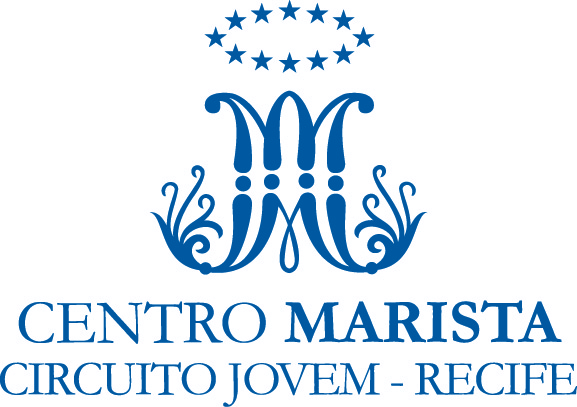 CENTRO MARISTA
CIRCUITO JOVEM - RECIFE